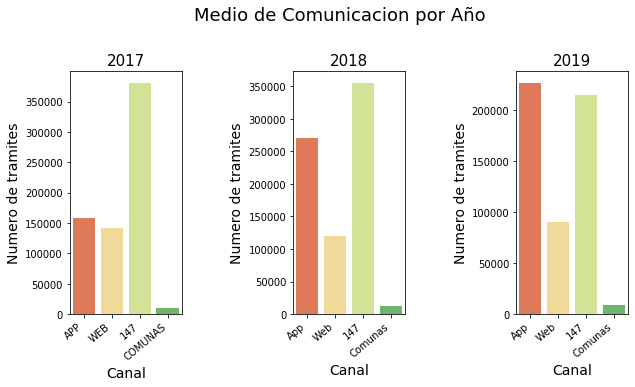 Medio de Comunicacion por Año
2017
Numero de tramites
350000
300000
250000
200000
150000
100000
50000
0
APP
WEB
147
COMUNAS
Canal
2018
Numero de tramites
350000
300000
250000
200000
150000
100000
50000
0
App
Web
147
Comunas
Canal
2019
Numero de tramites
200000
150000
100000
50000
0
App
Web
147
Comunas
Canal